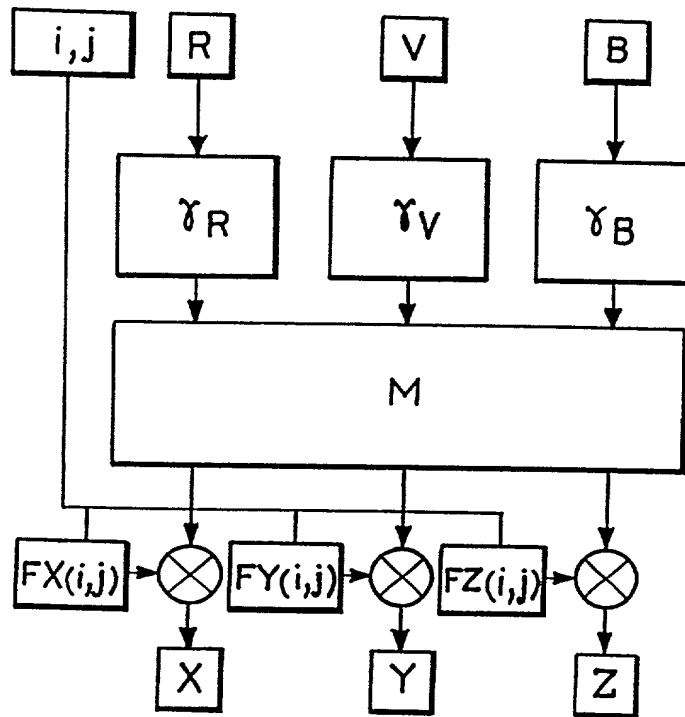 i,j R V B
γR γV γB
M
FX(i,j) FY(i,j) FZ(i,j)
X Y Z